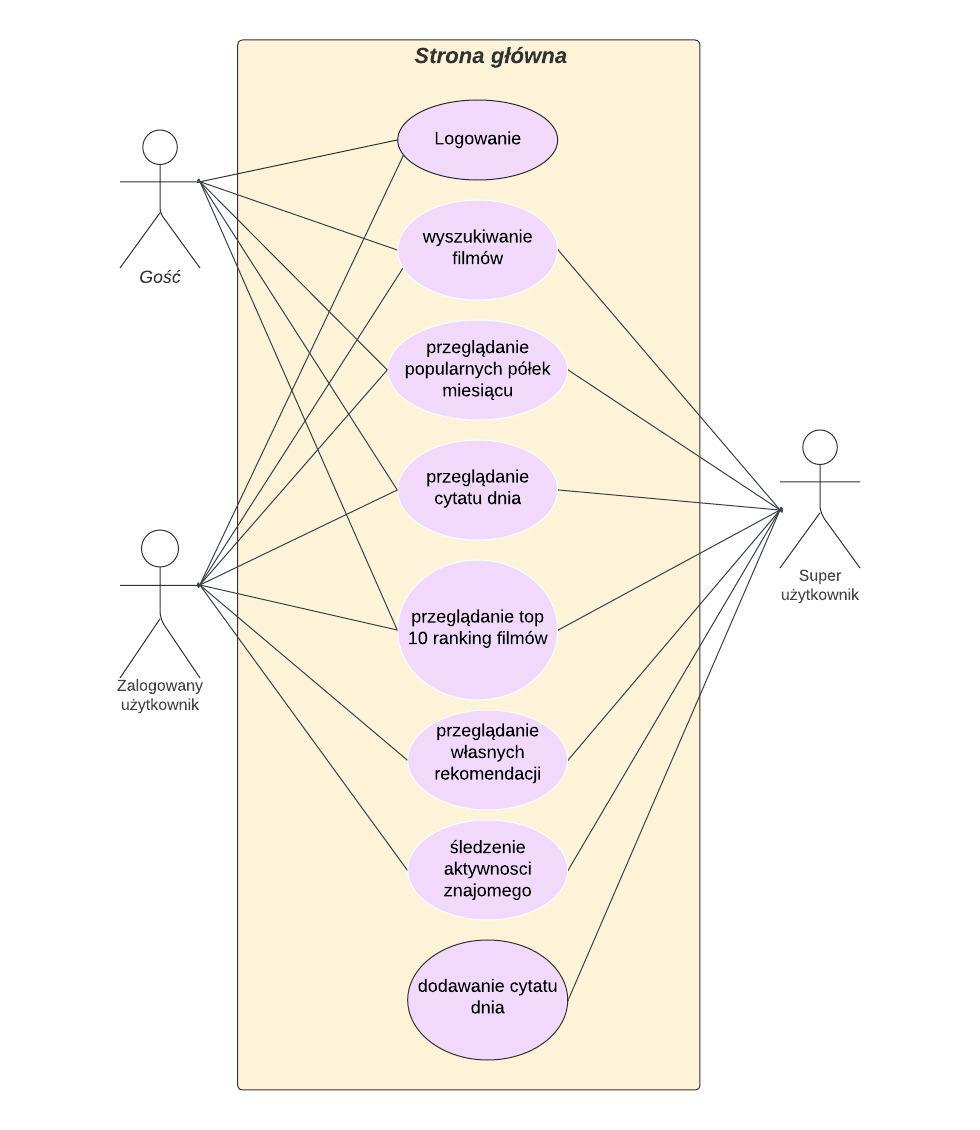 Strona główna
Logowanie
wyszukiwanie
filmów
przeglądanie
popularnych półek
miesiącu
przeglądanie
cytatu dnia
przeglądanie top
10 ranking filmów
przeglądanie
własnych
rekomendacji
śledzenie
aktywnosci
znajomego
dodawanie cytatu
dnia
Gość
Zalogowany
użytkownik
Super
użytkownik